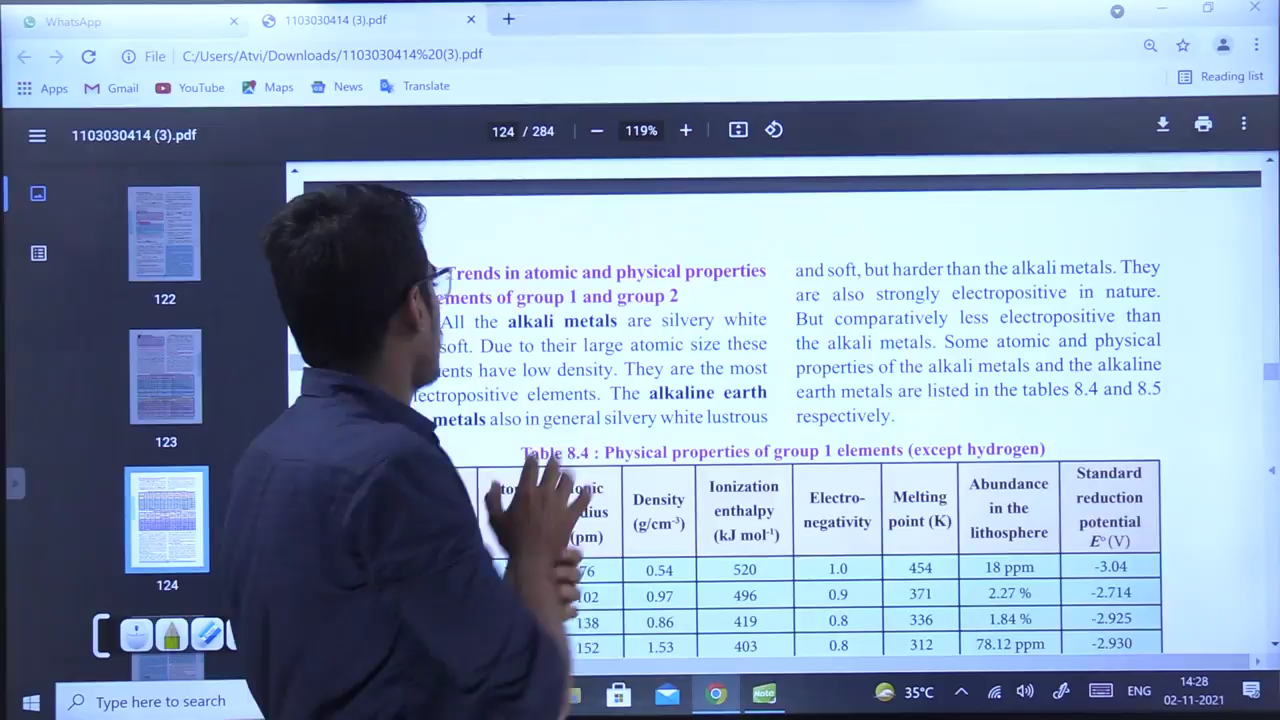 WhatsApp
1103030414 (3).pdf
File C:/Users/Atvi/Downloads/1103030414%20(3).pdf
Apps Gmail YouTube Maps News Translate Reading list
1103030414 (3).pdf 124 / 284 119%
122
123
124
Trends in atomic and physical properties
ements of group 1 and group 2
All the alkali metals are silvery white
soft. Due to their large atomic size these
ents have low density. They are the most
lectropositive elements. The alkaline earth
metals also in general silvery white lustrous
and soft, but harder than the alkali metals. They
are also strongly electropositive in nature.
But comparatively less electropositive than
the alkali metals. Some atomic and physical
properties of the alkali metals and the alkaline
earth metals are listed in the tables 8.4 and 8.5
respectively.
Table 8.4 : Physical properties of group 1 elements (except hydrogen)
(pm)
Density
(g/cm⁻³)
Ionization
enthalpy
(kJ mol⁻¹)
Electro-
negativity
Melting
point (K)
Abundance
in the
lithosphere
Standard
reduction
potential
E° (V)
76 0.54 520 1.0 454 18 ppm -3.04
102 0.97 496 0.9 371 2.27 % -2.714
138 0.86 419 0.8 336 1.84 % -2.925
152 1.53 403 0.8 312 78.12 ppm -2.930
Type here to search
Note
35°C
ENG
14:28
02-11-2021